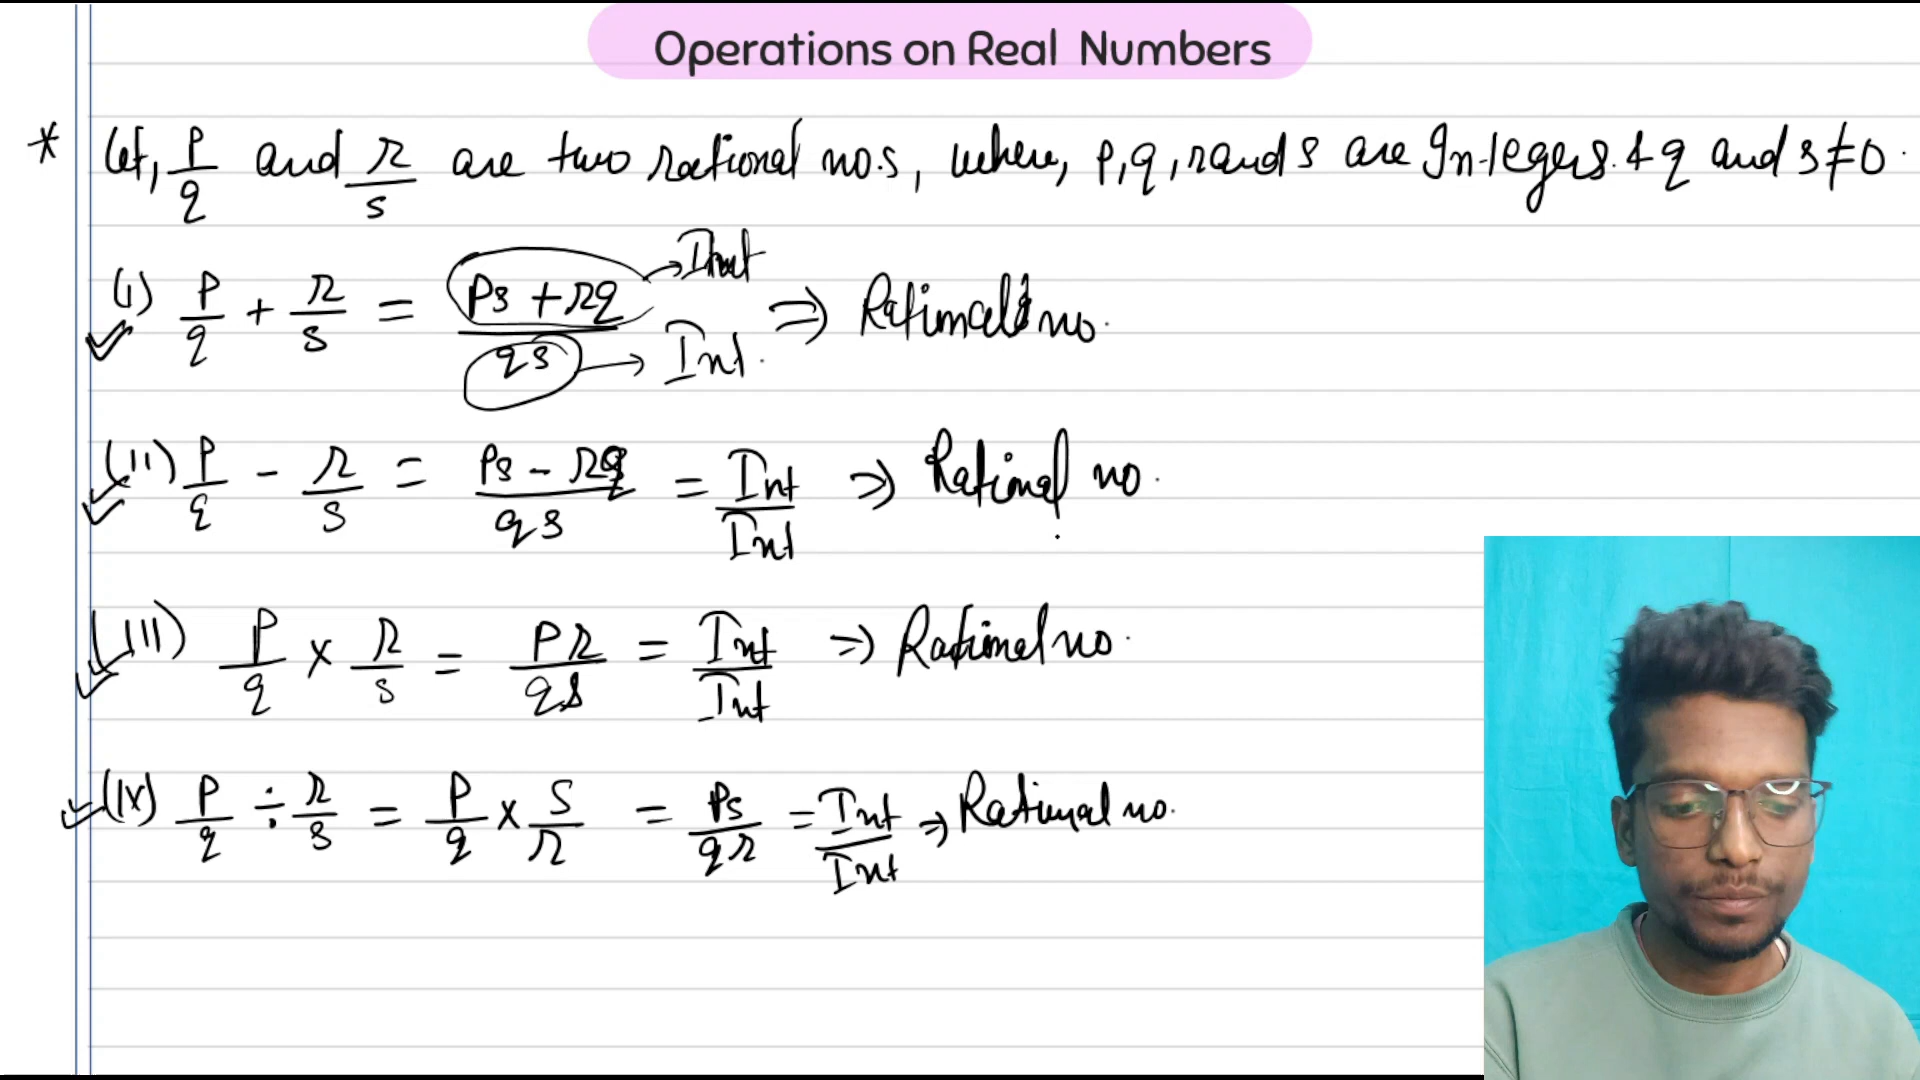 Operations on Real Numbers
* Let, p/q and r/s are two rational no.s, where, p, q, r and s are Integers. & q and s ≠ 0.
(i) p/q + r/s = (ps + rq)/qs → Int / → Int. ⇒ Rational no.
(ii) p/q - r/s = (ps - rq)/qs = Int/Int ⇒ Rational no.
(iii) p/q × r/s = pr/qs = Int/Int ⇒ Rational no.
(iv) p/q ÷ r/s = p/q × s/r = ps/qr = Int/Int ⇒ Rational no.